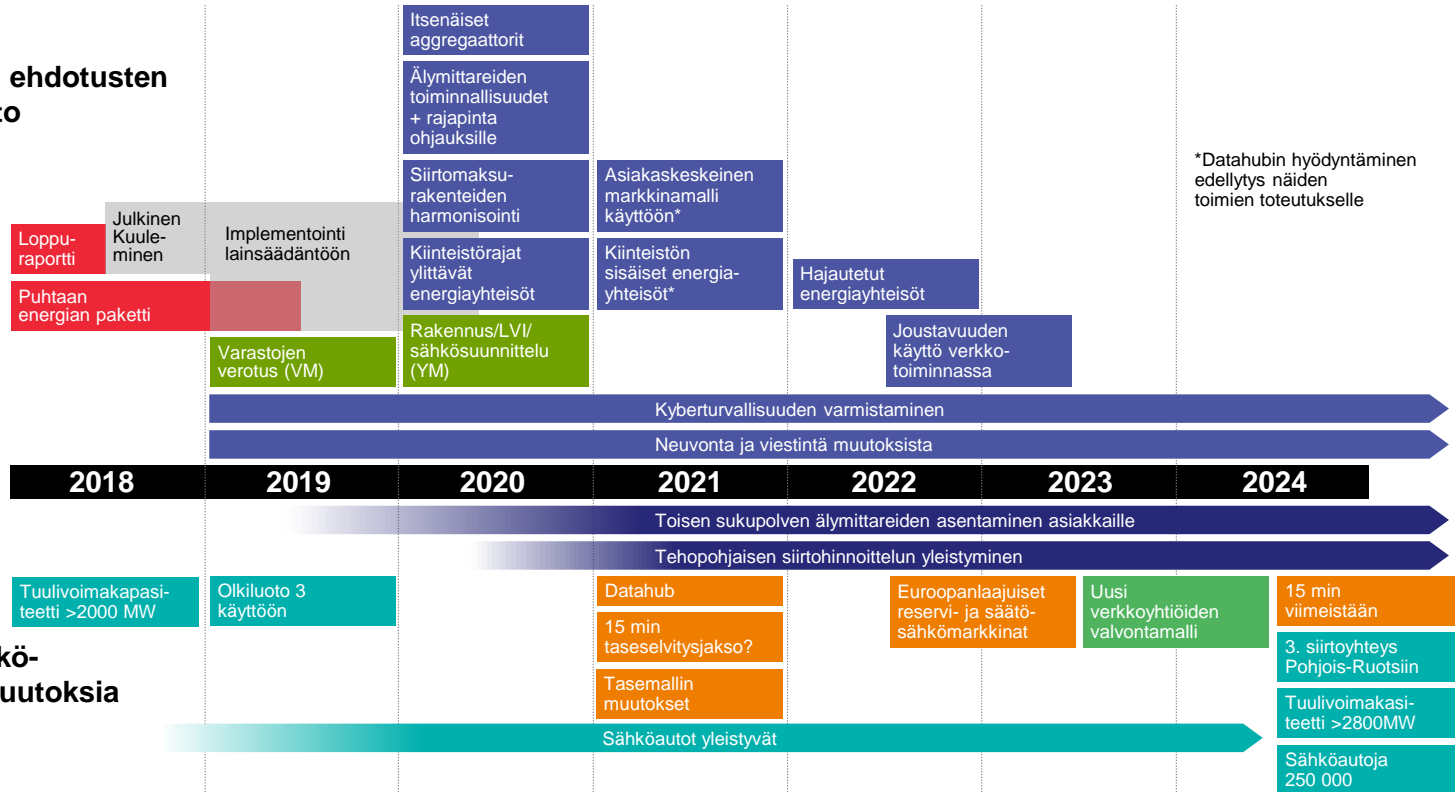 Itsenäiset
aggregaattorit
ehdotusten
Älymittareiden
toiminnallisuudet
+ rajapinta
ohjauksille
*Datahubin hyödyntäminen
edellytys näiden
toimien toteutukselle
Siirtomaksu-
rakenteiden
harmonisointi
Asiakaskeskeinen
markkinamalli
käyttöön*
Loppu-
raportti
Julkinen
Kuule-
minen
Implementointi
lainsäädäntöön
Kiinteistörajat
ylittävät
energiayhteisöt
Kiinteistön
sisäiset energia-
yhteisöt*
Hajautetut
energiayhteisöt
Puhtaan
energian paketti
Varastojen
verotus (VM)
Rakennus/LVI/
sähkösuunnittelu
(YM)
Joustavuuden
käyttö verkko-
toiminnassa
Kyberturvallisuuden varmistaminen
Neuvonta ja viestintä muutoksista
2018 2019 2020 2021 2022 2023 2024
Toisen sukupolven älymittareiden asentaminen asiakkaille
Tehopohjaisen siirtohinnoittelun yleistyminen
Tuulivoimakapasi-
teetti >2000 MW
Olkiluoto 3
käyttöön
Datahub
15 min
taseselvitysjakso?
Tasemallin
muutokset
Euroopanlaajuiset
reservi- ja säätö-
sähkömarkkinat
Uusi
verkkoyhtiöiden
valvontamalli
15 min
viimeistään
3. siirtoyhteys
Pohjois-Ruotsiin
Tuulivoimakasi-
teetti >2800MW
Sähköautoja
250 000
Sähköautot yleistyvät